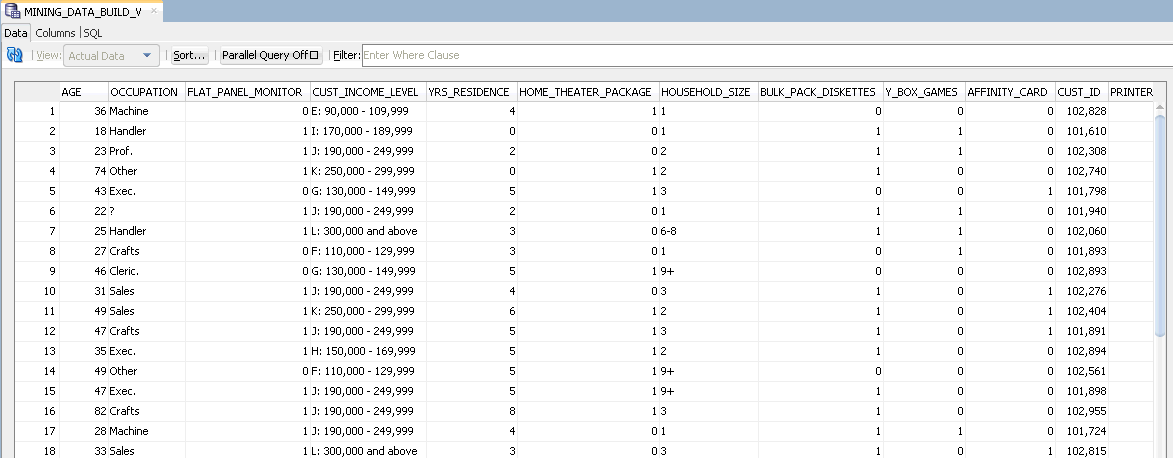 MINING_DATA_BUILD_V
Data Columns SQL
View: Actual Data Sort... Parallel Query Off Filter: Enter Where Clause
AGE OCCUPATION FLAT_PANEL_MONITOR CUST_INCOME_LEVEL YRS_RESIDENCE HOME_THEATER_PACKAGE HOUSEHOLD_SIZE BULK_PACK_DISKETTES Y_BOX_GAMES AFFINITY_CARD CUST_ID PRINTER
1 36 Machine 0 E: 90,000 - 109,999 4 1 1 0 0 0 102,828
2 18 Handler 1 I: 170,000 - 189,999 0 0 1 1 1 0 101,610
3 23 Prof. 1 J: 190,000 - 249,999 2 0 2 1 1 0 102,308
4 74 Other 1 K: 250,000 - 299,999 0 1 2 1 0 0 102,740
5 43 Exec. 0 G: 130,000 - 149,999 5 1 3 0 0 1 101,798
6 22 ? 1 J: 190,000 - 249,999 2 0 1 1 1 0 101,940
7 25 Handler 1 L: 300,000 and above 3 0 6-8 1 1 0 102,060
8 27 Crafts 0 F: 110,000 - 129,999 3 0 1 0 1 0 101,893
9 46 Cleric. 0 G: 130,000 - 149,999 5 1 9+ 0 0 0 102,893
10 31 Sales 1 J: 190,000 - 249,999 4 0 3 1 0 1 102,276
11 49 Sales 1 K: 250,000 - 299,999 6 1 2 1 0 1 102,404
12 47 Crafts 1 J: 190,000 - 249,999 5 1 3 1 0 1 101,891
13 35 Exec. 1 H: 150,000 - 169,999 5 1 2 1 0 0 102,894
14 49 Other 0 F: 110,000 - 129,999 5 1 9+ 0 0 0 102,561
15 47 Exec. 1 J: 190,000 - 249,999 5 1 9+ 1 0 0 101,898
16 82 Crafts 1 J: 190,000 - 249,999 8 1 3 1 0 0 102,955
17 28 Machine 1 J: 190,000 - 249,999 4 0 1 1 1 0 101,724
18 33 Sales 1 L: 300,000 and above 3 0 3 1 0 0 102,815